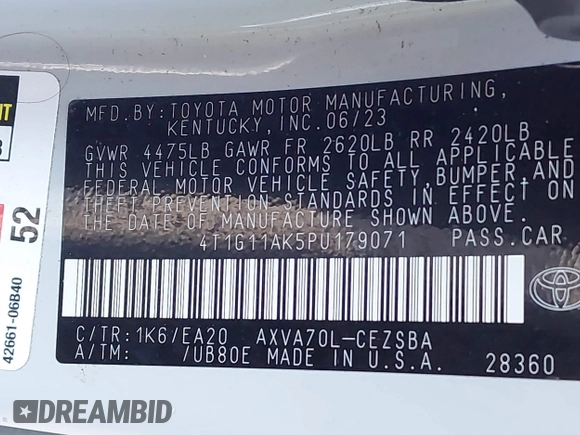 MFD.BY:TOYOTA MOTOR MANUFACTURING,
KENTUCKY,INC.06/23
GVWR 4475LB GAWR FR 2620LB RR 2420LB
THIS VEHICLE CONFORMS TO ALL APPLICABLE
FEDERAL MOTOR VEHICLE SAFETY,BUMPER,AND
THEFT PREVENTION STANDARDS IN EFFECT ON
THE DATE OF MANUFACTURE SHOWN ABOVE.
4T1G11AK5PU179071 PASS.CAR
C/TR:1K6/EA20 AXVA70L-CEZSBA
A/TM: /UB80E MADE IN U.S.A. 28360
52
42661-06B40
DREAMBID